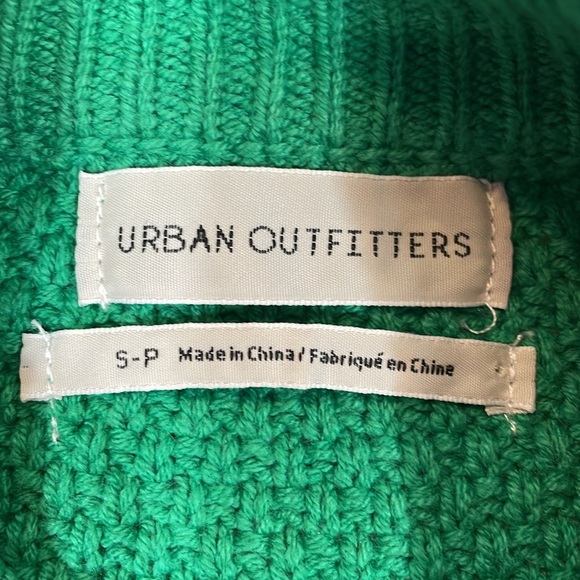 URBAN OUTFITTERS
S-P Made in China / Fabriqué en Chine